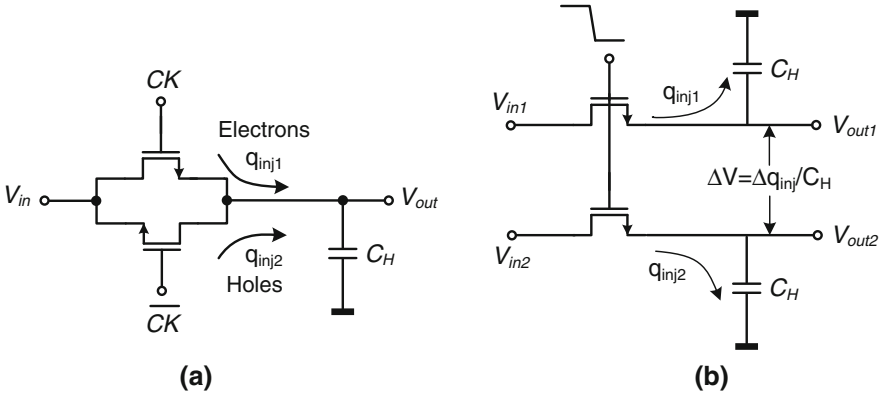 CK
Electrons
q_inj1
V_in
V_out
q_inj2
Holes
C_H
C̅K̅
(a)
q_inj1
C_H
V_in1
V_out1
ΔV=Δq_inj/C_H
V_in2
V_out2
q_inj2
C_H
(b)